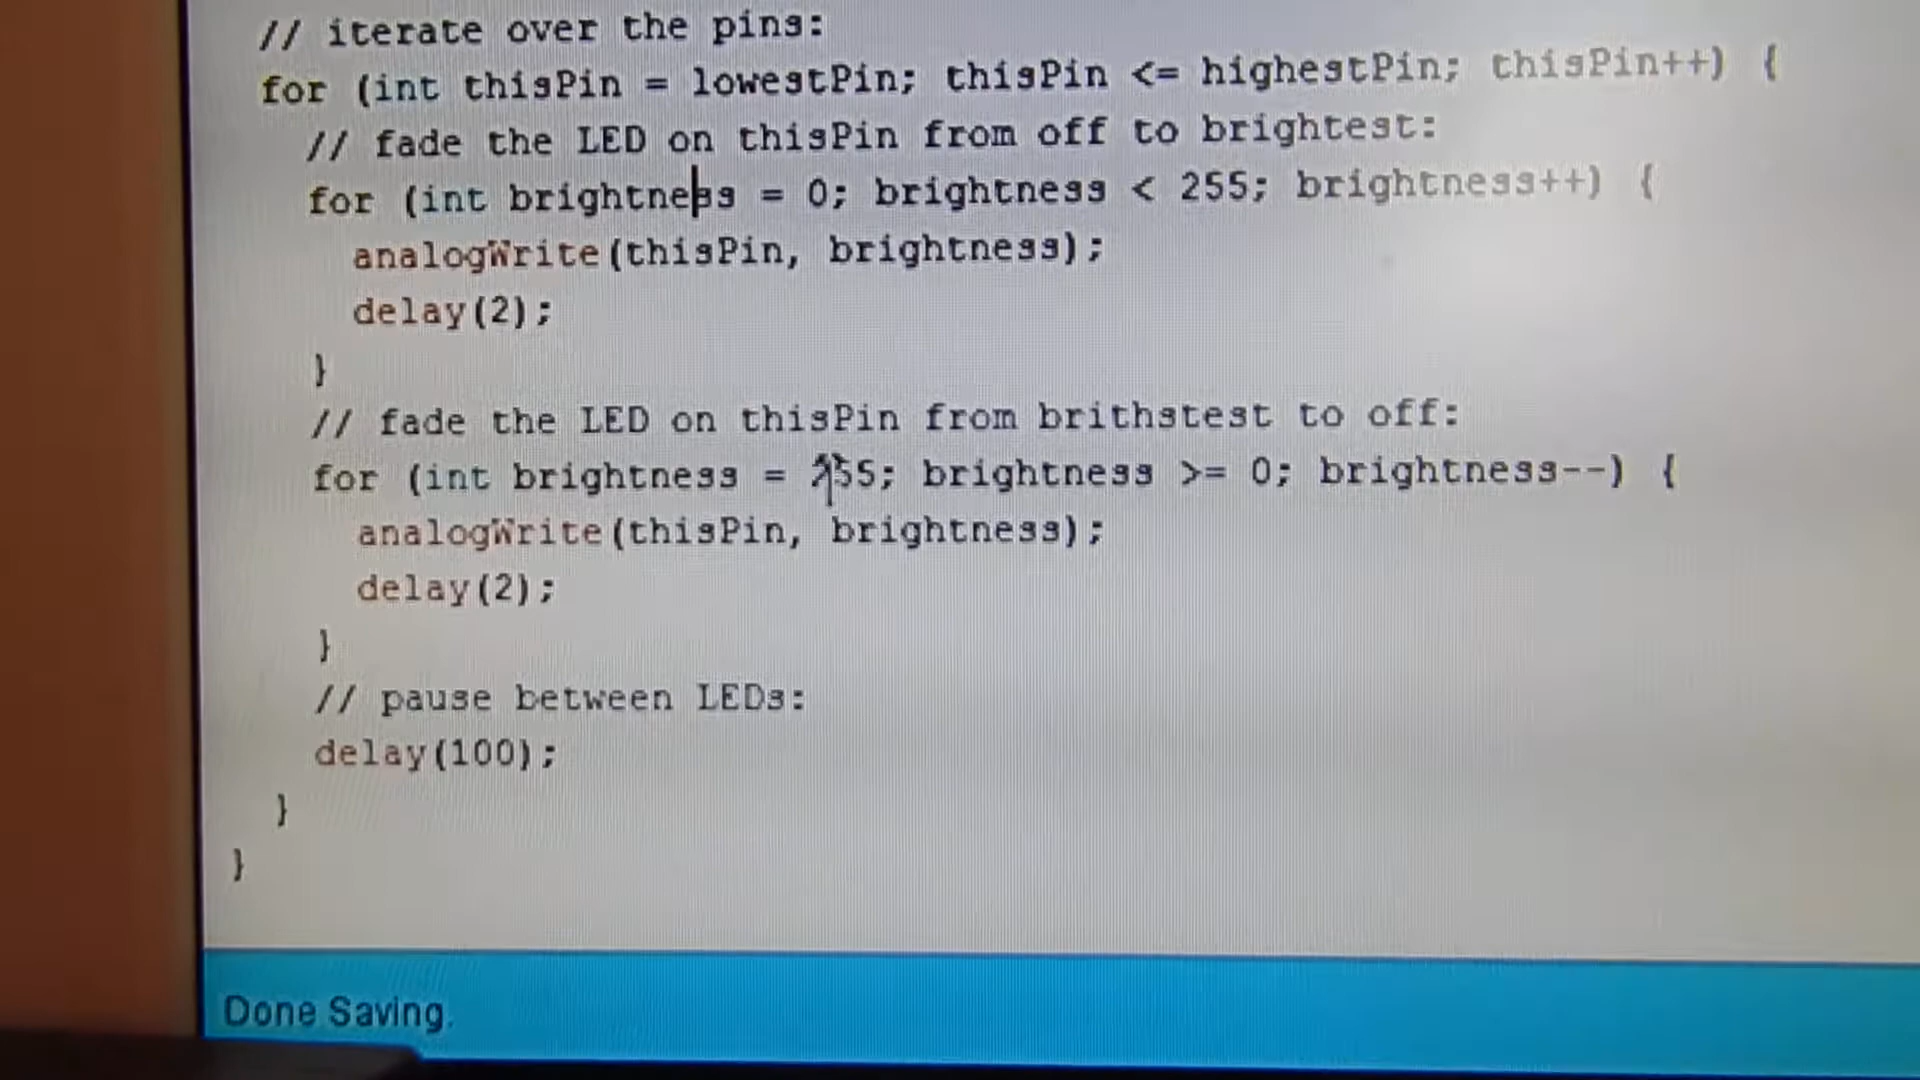 // iterate over the pins:
for (int thisPin = lowestPin; thisPin <= highestPin; thisPin++) {
// fade the LED on thisPin from off to brightest:
for (int brightness = 0; brightness < 255; brightness++) {
analogWrite(thisPin, brightness);
delay(2);
}
// fade the LED on thisPin from brithstest to off:
for (int brightness = 255; brightness >= 0; brightness--) {
analogWrite(thisPin, brightness);
delay(2);
}
// pause between LEDs:
delay(100);
}
}
Done Saving.